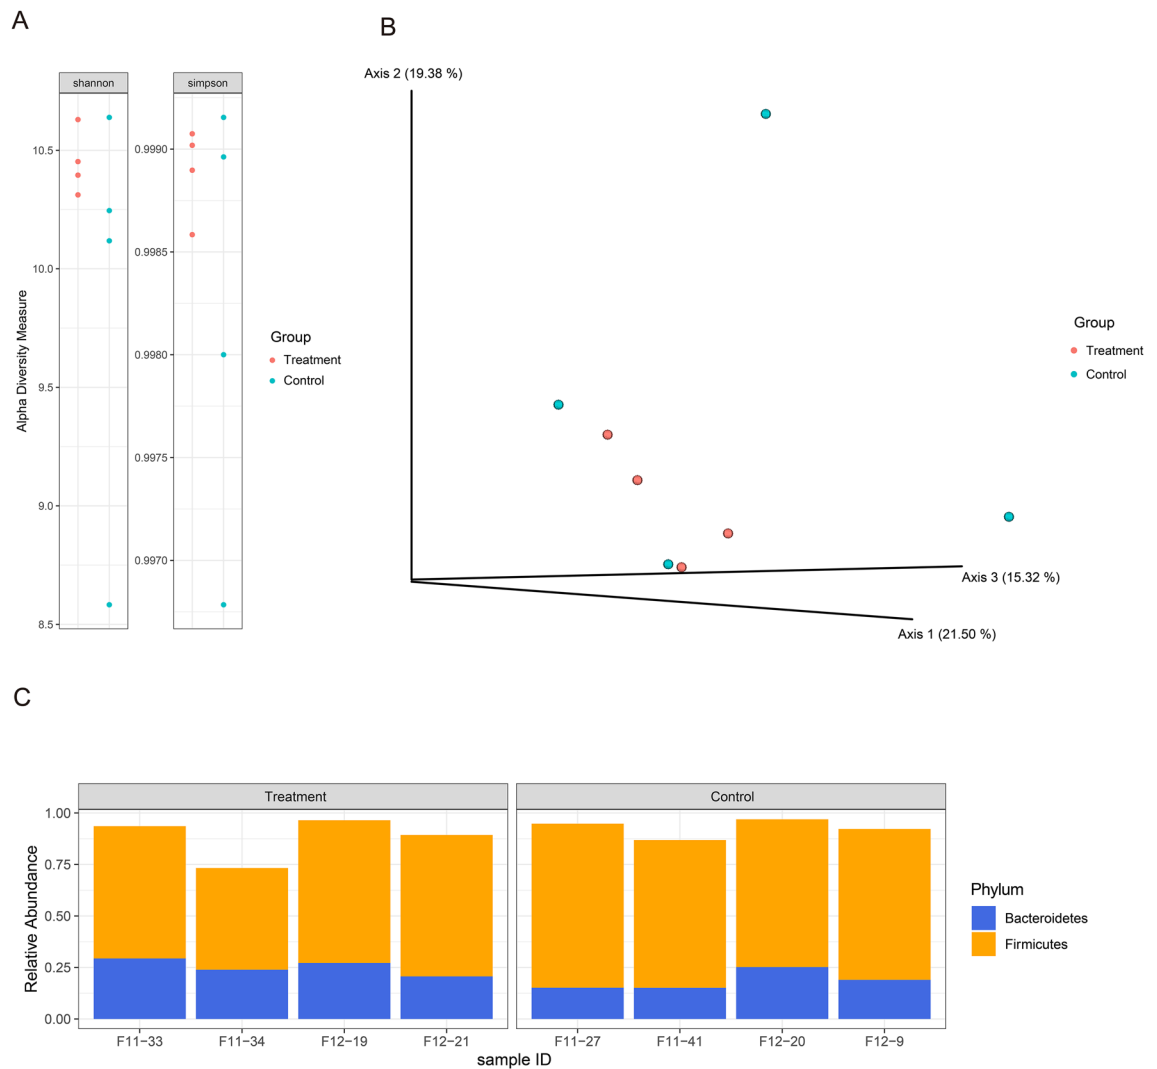 A
B
shannon
simpson
Axis 2 (19.38 %)
Alpha Diversity Measure
10.5
10.0
9.5
9.0
8.5
0.9990
0.9985
0.9980
0.9975
0.9970
Group
Treatment
Control
Group
Treatment
Control
Axis 3 (15.32 %)
Axis 1 (21.50 %)
C
Treatment
Control
Relative Abundance
1.00
0.75
0.50
0.25
0.00
F11−33 F11−34 F12−19 F12−21 F11−27 F11−41 F12−20 F12−9
sample ID
Phylum
Bacteroidetes
Firmicutes